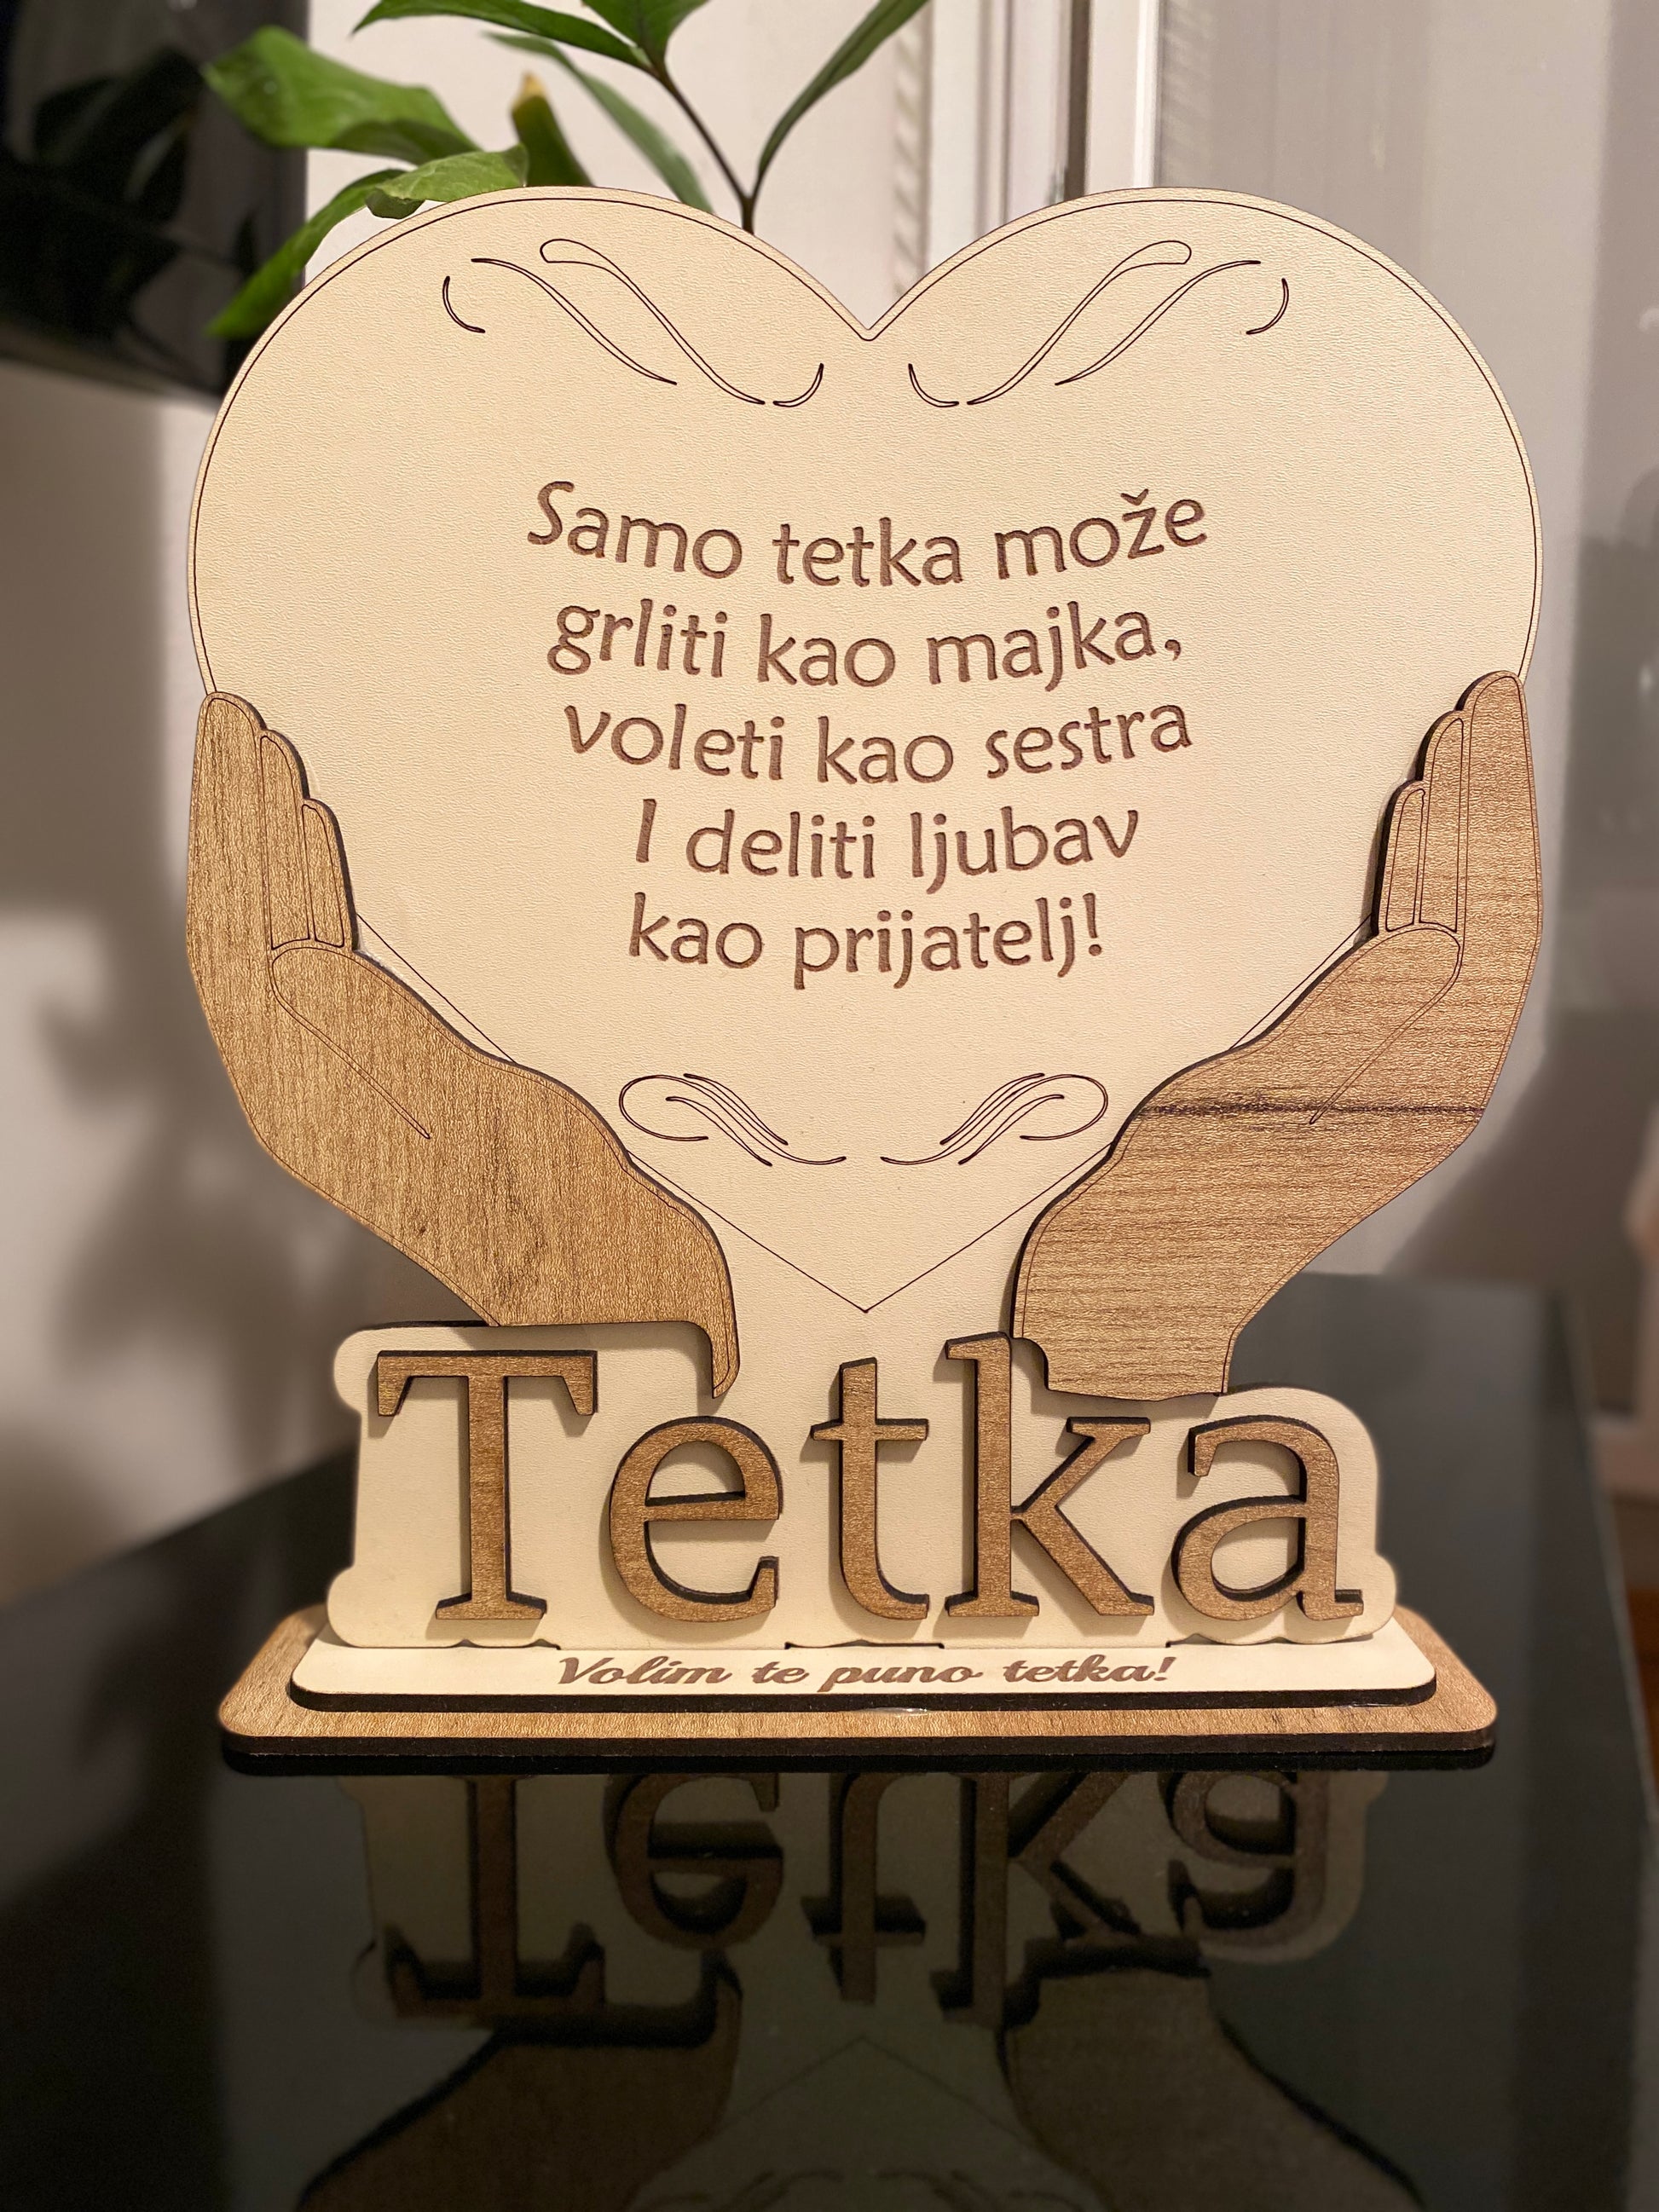 Samo tetka može
grliti kao majka,
voleti kao sestra
I deliti ljubav
kao prijatelj!
Tetka
Volim te puno tetka!